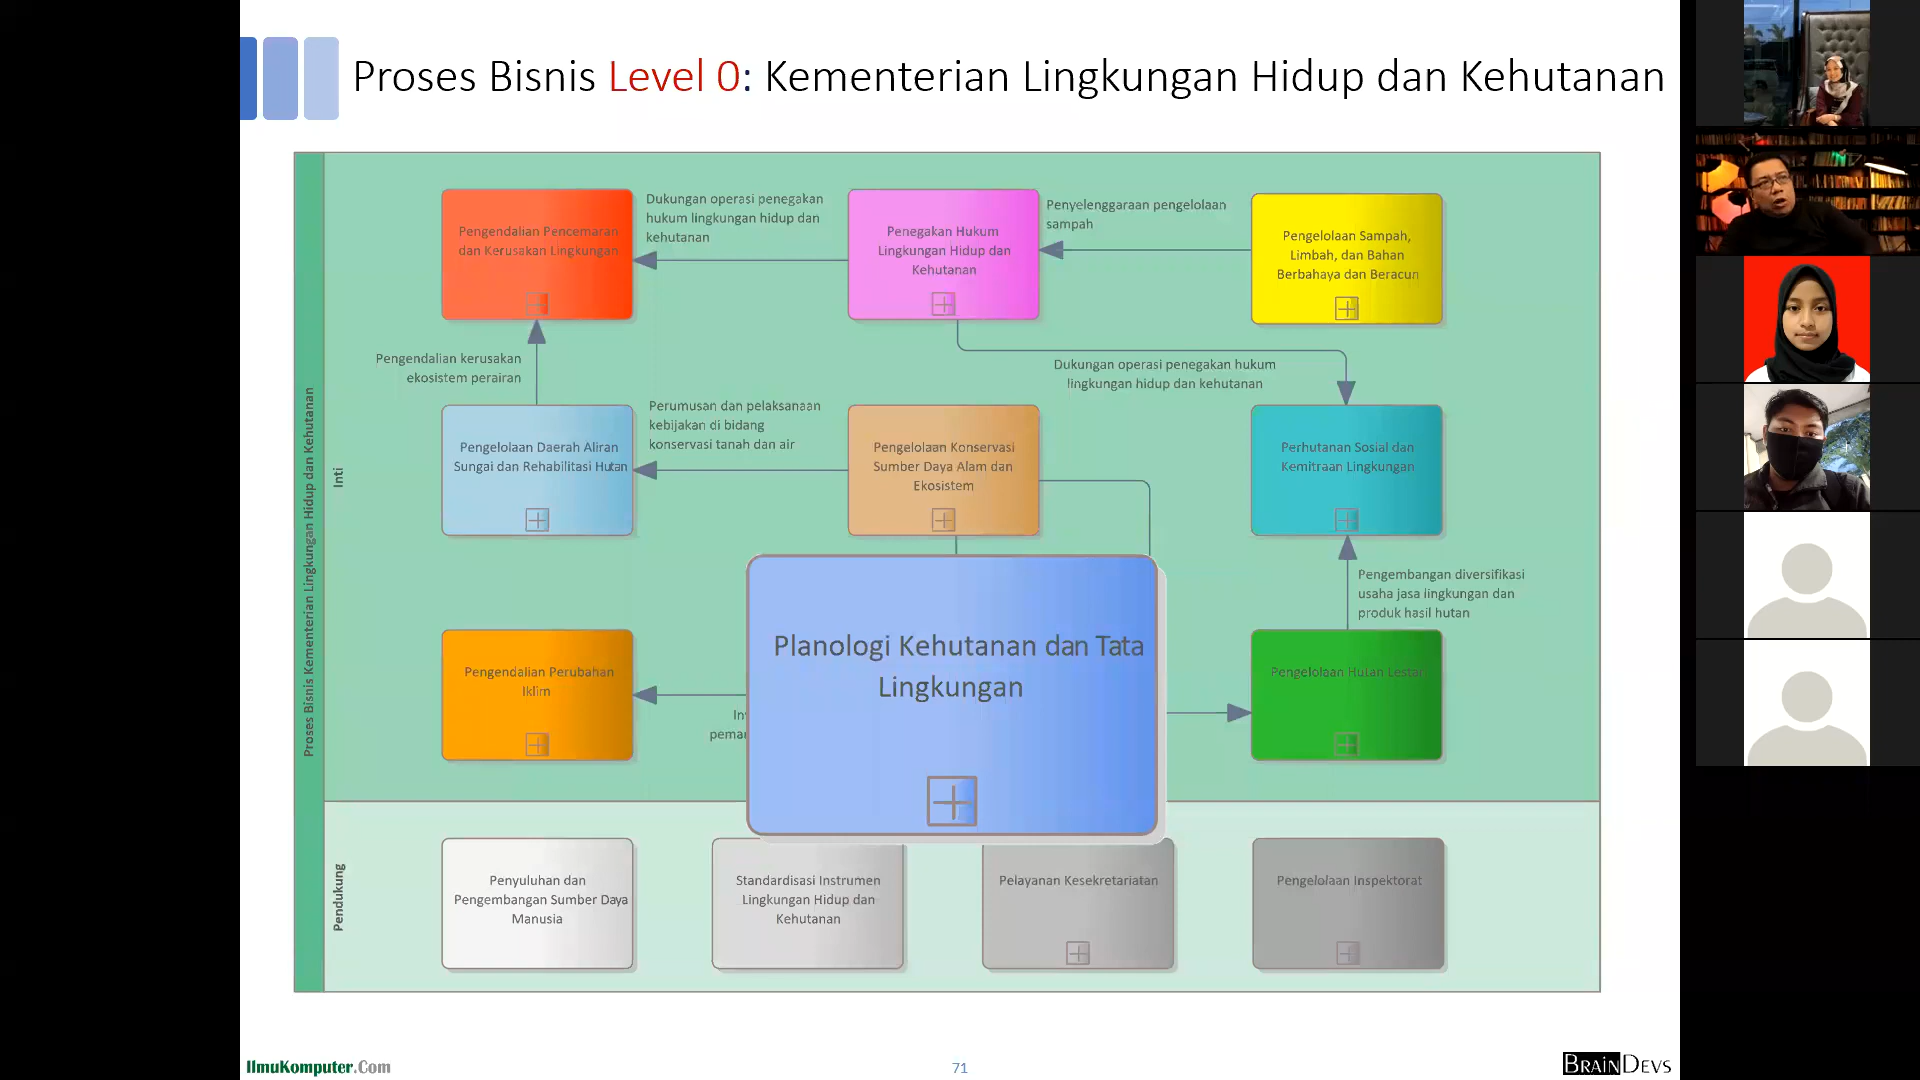 Proses Bisnis Level 0: Kementerian Lingkungan Hidup dan Kehutanan
Proses Bisnis Kementerian Lingkungan Hidup dan Kehutanan
Inti
Pengendalian Pencemaran
dan Kerusakan Lingkungan
Dukungan operasi penegakan
hukum lingkungan hidup dan
kehutanan
Penegakan Hukum
Lingkungan Hidup dan
Kehutanan
Penyelenggaraan pengelolaan
sampah
Pengelolaan Sampah,
Limbah, dan Bahan
Berbahaya dan Beracun
Pengendalian kerusakan
ekosistem perairan
Dukungan operasi penegakan hukum
lingkungan hidup dan kehutanan
Pengelolaan Daerah Aliran
Sungai dan Rehabilitasi Hutan
Perumusan dan pelaksanaan
kebijakan di bidang
konservasi tanah dan air
Pengelolaan Konservasi
Sumber Daya Alam dan
Ekosistem
Perhutanan Sosial dan
Kemitraan Lingkungan
Pengembangan diversifikasi
usaha jasa lingkungan dan
produk hasil hutan
Pengendalian Perubahan
Iklim
Planologi Kehutanan dan Tata
Lingkungan
Pengelolaan Hutan Lestari
Pendukung
Penyuluhan dan
Pengembangan Sumber Daya
Manusia
Standardisasi Instrumen
Lingkungan Hidup dan
Kehutanan
Pelayanan Kesekretariatan
Pengelolaan Inspektorat
IlmuKomputer.Com
71
BRAINDEVS